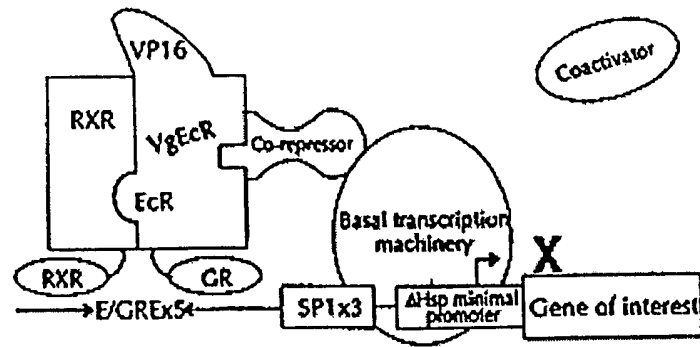 VP16
Coactivator
RXR
VgEcR
Co-repressor
EcR
Basal transcription
machinery
X
RXR
GR
E/GREx5
SP1x3
ΔHsp minimal
promoter
Gene of interest